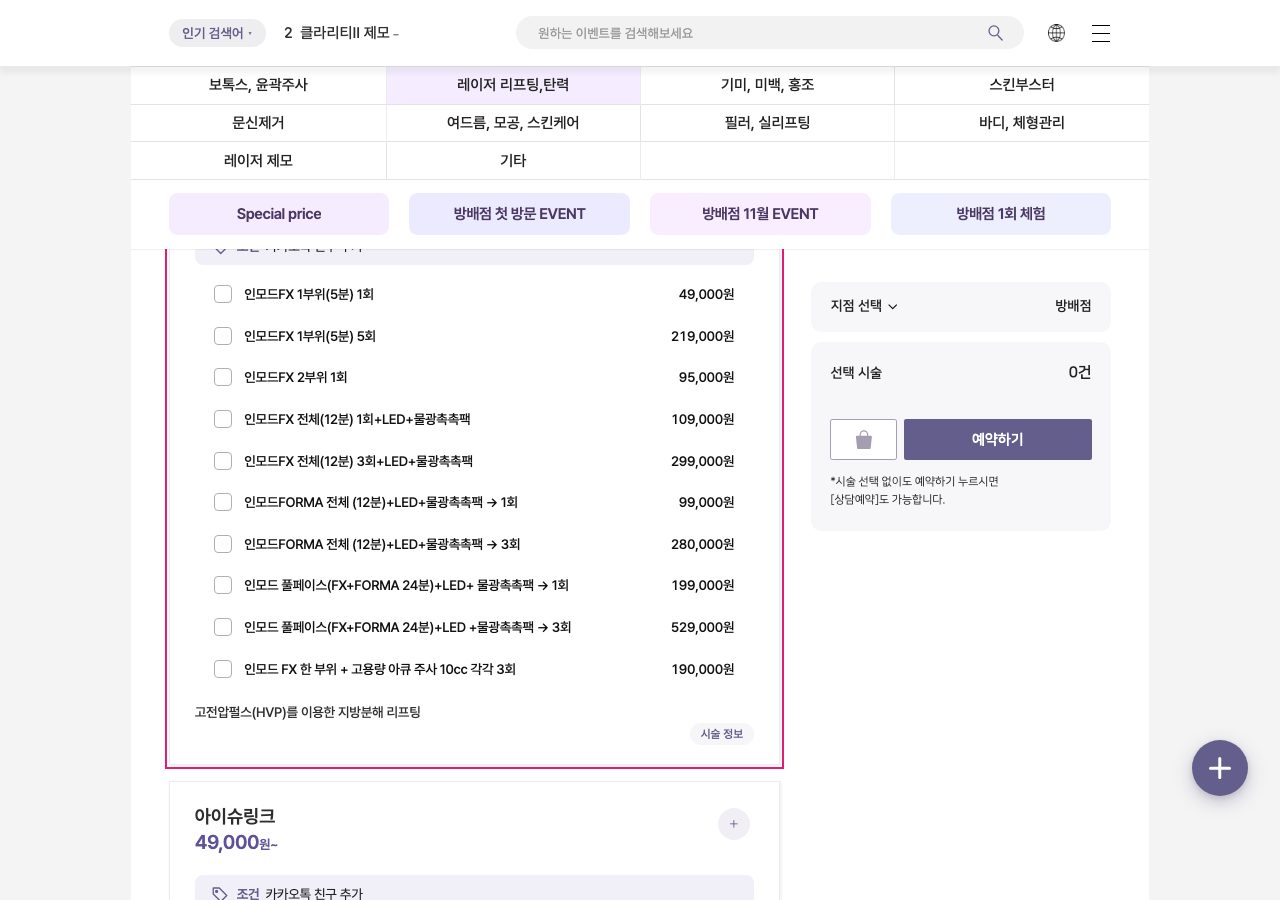 인기 검색어
2 클라리티II 제모 –
원하는 이벤트를 검색해보세요
보톡스, 윤곽주사
레이저 리프팅,탄력
기미, 미백, 홍조
스킨부스터
문신제거
여드름, 모공, 스킨케어
필러, 실리프팅
바디, 체형관리
레이저 제모
기타
Special price
방배점 첫 방문 EVENT
방배점 11월 EVENT
방배점 1회 체험
인모드FX 1부위(5분) 1회 49,000원
인모드FX 1부위(5분) 5회 219,000원
인모드FX 2부위 1회 95,000원
인모드FX 전체(12분) 1회+LED+물광촉촉팩 109,000원
인모드FX 전체(12분) 3회+LED+물광촉촉팩 299,000원
인모드FORMA 전체 (12분)+LED+물광촉촉팩 → 1회 99,000원
인모드FORMA 전체 (12분)+LED+물광촉촉팩 → 3회 280,000원
인모드 풀페이스(FX+FORMA 24분)+LED+ 물광촉촉팩 → 1회 199,000원
인모드 풀페이스(FX+FORMA 24분)+LED +물광촉촉팩 → 3회 529,000원
인모드 FX 한 부위 + 고용량 아큐 주사 10cc 각각 3회 190,000원
고전압펄스(HVP)를 이용한 지방분해 리프팅
시술 정보
아이슈링크
49,000원~
조건 카카오톡 친구 추가
지점 선택 방배점
선택 시술 0건
예약하기
*시술 선택 없이도 예약하기 누르시면
[상담예약]도 가능합니다.